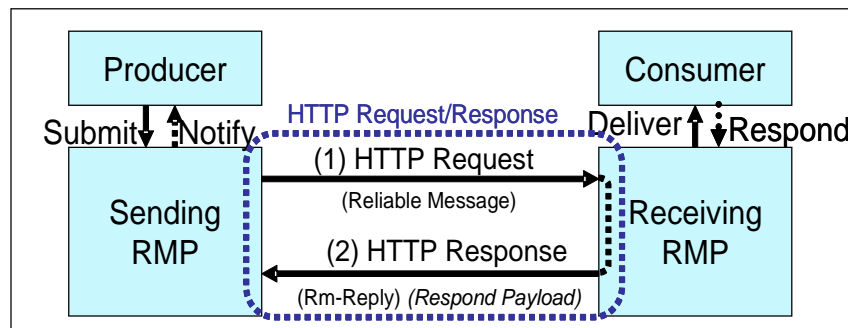 Producer
Consumer
HTTP Request/Response
Submit
Notify
Deliver
Respond
(1) HTTP Request
(Reliable Message)
Sending
RMP
Receiving
RMP
(2) HTTP Response
(Rm-Reply) (Respond Payload)